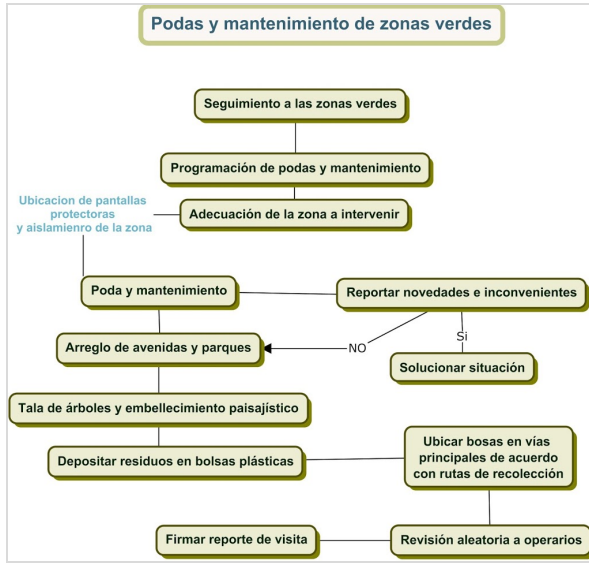 Podas y mantenimiento de zonas verdes
Seguimiento a las zonas verdes
Programación de podas y mantenimiento
Ubicacion de pantallas
protectoras
y aislamienro de la zona
Adecuación de la zona a intervenir
Poda y mantenimiento
Reportar novedades e inconvenientes
Arreglo de avenidas y parques
NO
Si
Solucionar situación
Tala de árboles y embellecimiento paisajístico
Depositar residuos en bolsas plásticas
Ubicar bosas en vías
principales de acuerdo
con rutas de recolección
Firmar reporte de visita
Revisión aleatoria a operarios